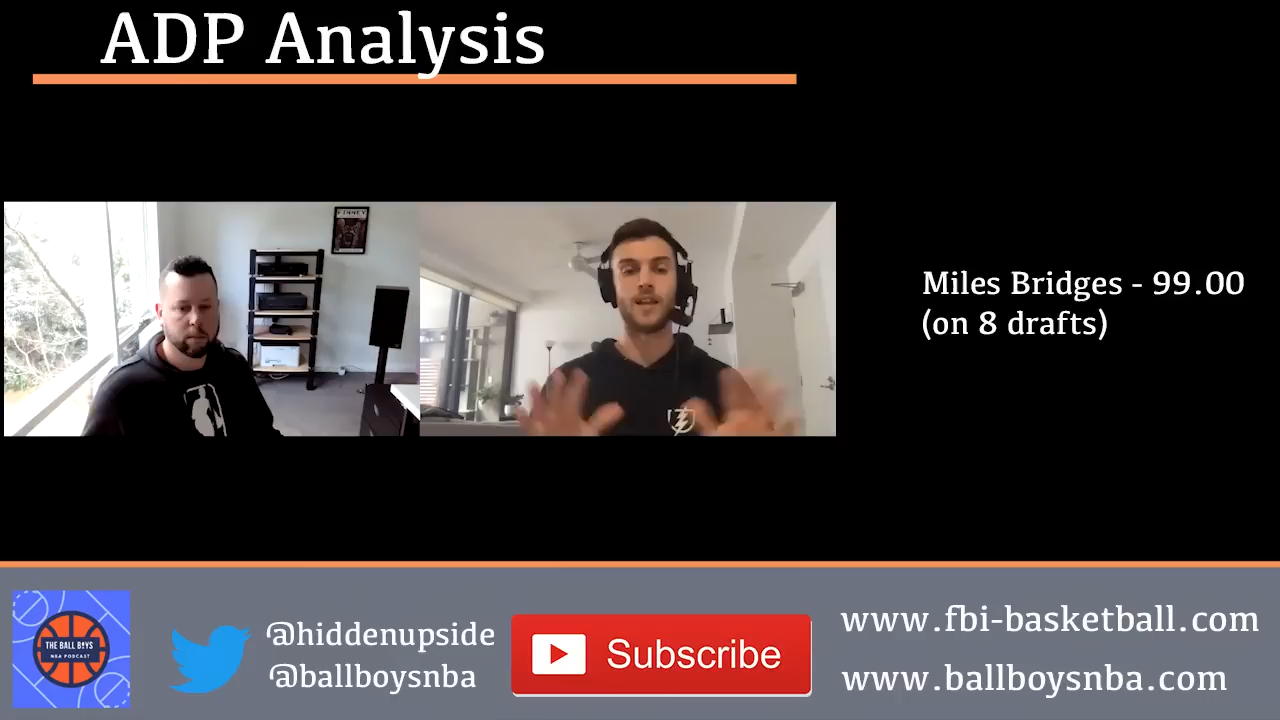 ADP Analysis
Miles Bridges - 99.00
(on 8 drafts)
THE BALL BOYS
NBA PODCAST
@hiddenupside
@ballboysnba
Subscribe
www.fbi-basketball.com
www.ballboysnba.com